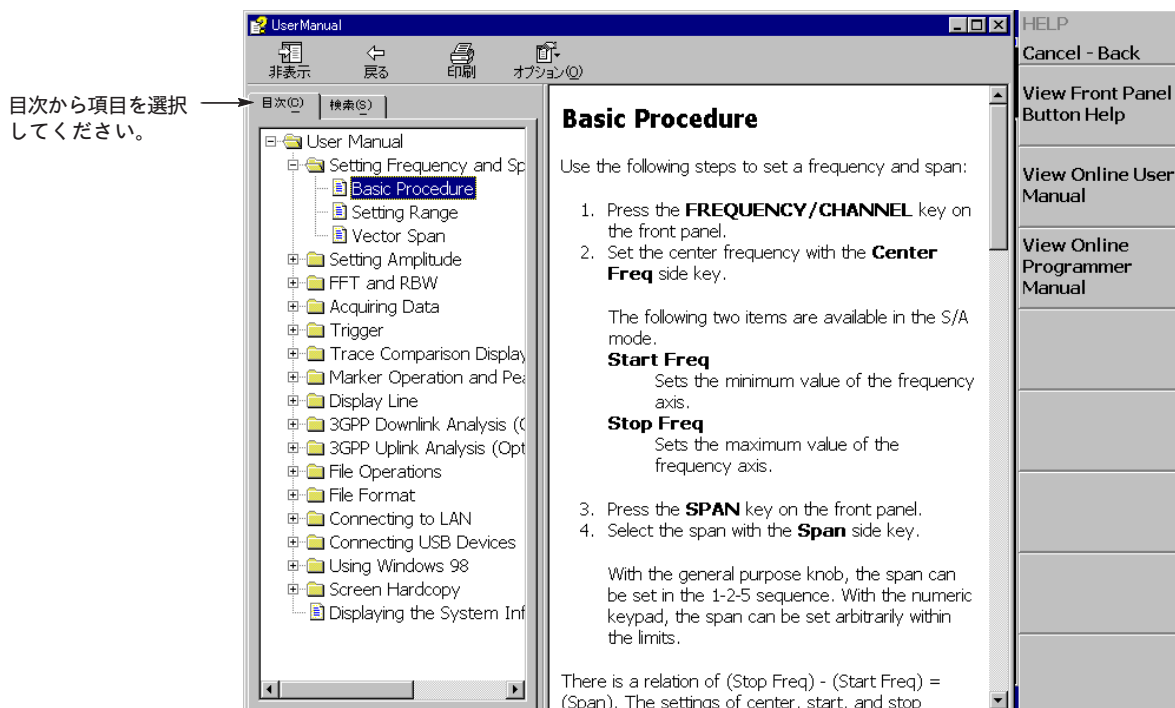 目次から項目を選択
してください。
UserManual
非表示
戻る
印刷
オプション(O)
目次(C)
検索(S)
User Manual
Setting Frequency and Sp
Basic Procedure
Setting Range
Vector Span
Setting Amplitude
FFT and RBW
Acquiring Data
Trigger
Trace Comparison Display
Marker Operation and Pea
Display Line
3GPP Downlink Analysis (O
3GPP Uplink Analysis (Opt
File Operations
File Format
Connecting to LAN
Connecting USB Devices
Using Windows 98
Screen Hardcopy
Displaying the System Inf
Basic Procedure
Use the following steps to set a frequency and span:
1. Press the FREQUENCY/CHANNEL key on
the front panel.
2. Set the center frequency with the Center
Freq side key.
The following two items are available in the S/A
mode.
Start Freq
Sets the minimum value of the frequency
axis.
Stop Freq
Sets the maximum value of the
frequency axis.
3. Press the SPAN key on the front panel.
4. Select the span with the Span side key.
With the general purpose knob, the span can
be set in the 1-2-5 sequence. With the numeric
keypad, the span can be set arbitrarily within
the limits.
There is a relation of (Stop Freq) - (Start Freq) =
(Span). The settings of center, start, and stop
HELP
Cancel - Back
View Front Panel
Button Help
View Online User
Manual
View Online
Programmer
Manual